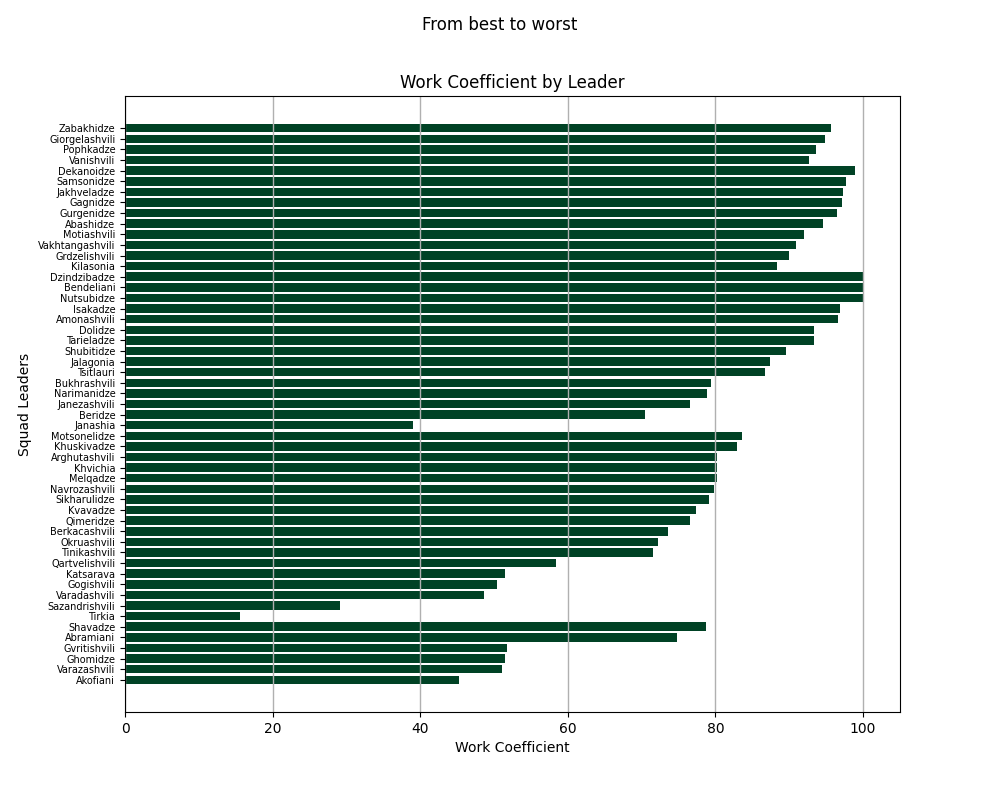 From best to worst
Work Coefficient by Leader
Squad Leaders
Zabakhidze
Giorgelashvili
Pophkadze
Vanishvili
Dekanoidze
Samsonidze
Jakhveladze
Gagnidze
Gurgenidze
Abashidze
Motiashvili
Vakhtangashvili
Grdzelishvili
Kilasonia
Dzindzibadze
Bendeliani
Nutsubidze
Isakadze
Amonashvili
Dolidze
Tarieladze
Shubitidze
Jalagonia
Tsitlauri
Bukhrashvili
Narimanidze
Janezashvili
Beridze
Janashia
Motsonelidze
Khuskivadze
Arghutashvili
Khvichia
Melqadze
Navrozashvili
Sikharulidze
Kvavadze
Qimeridze
Berkacashvili
Okruashvili
Tinikashvili
Qartvelishvili
Katsarava
Gogishvili
Varadashvili
Sazandrishvili
Tirkia
Shavadze
Abramiani
Gvritishvili
Ghomidze
Varazashvili
Akofiani
0 20 40 60 80 100
Work Coefficient